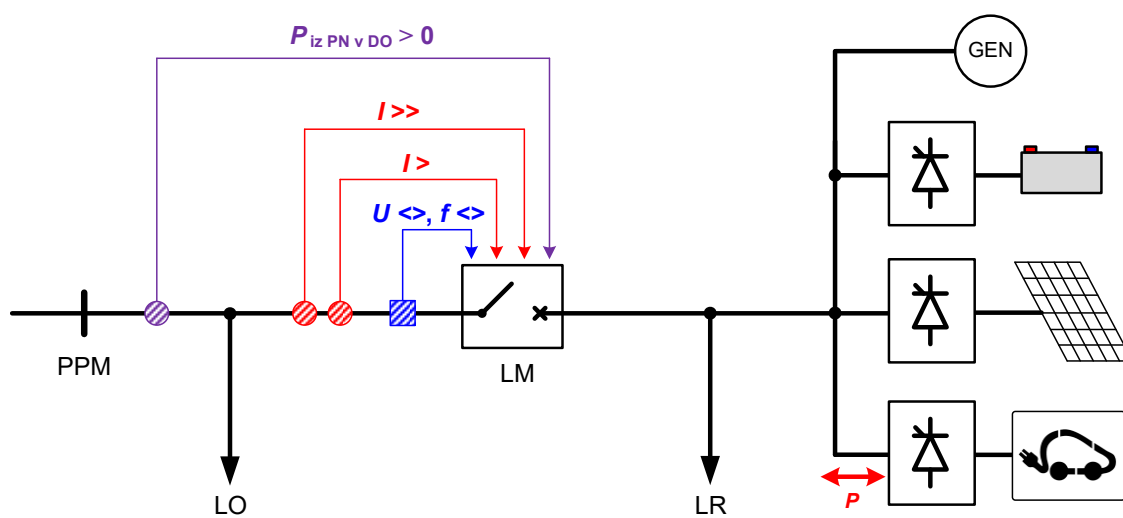 P iz PN v DO > 0
GEN
I >>
I >
U <>, f <>
PPM
LM
LO
LR
P